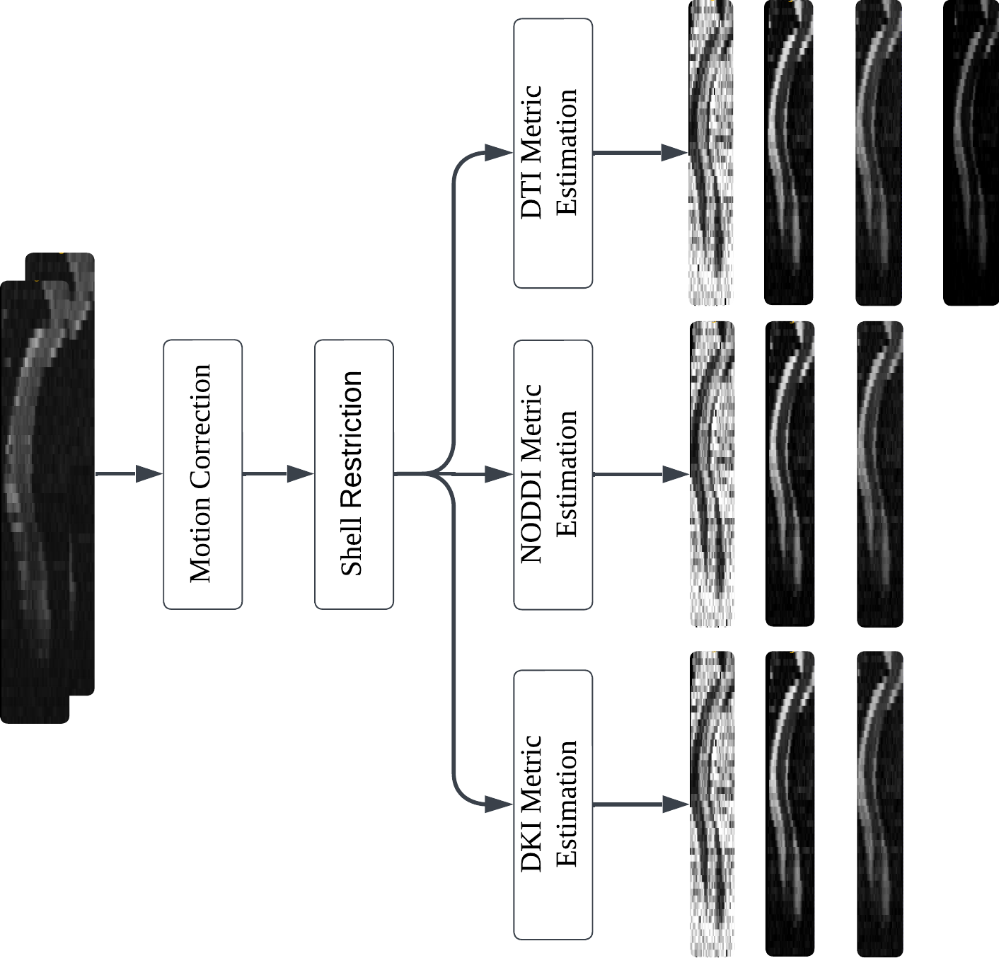 Motion Correction
Shell Restriction
DTI Metric
Estimation
NODDI Metric
Estimation
DKI Metric
Estimation